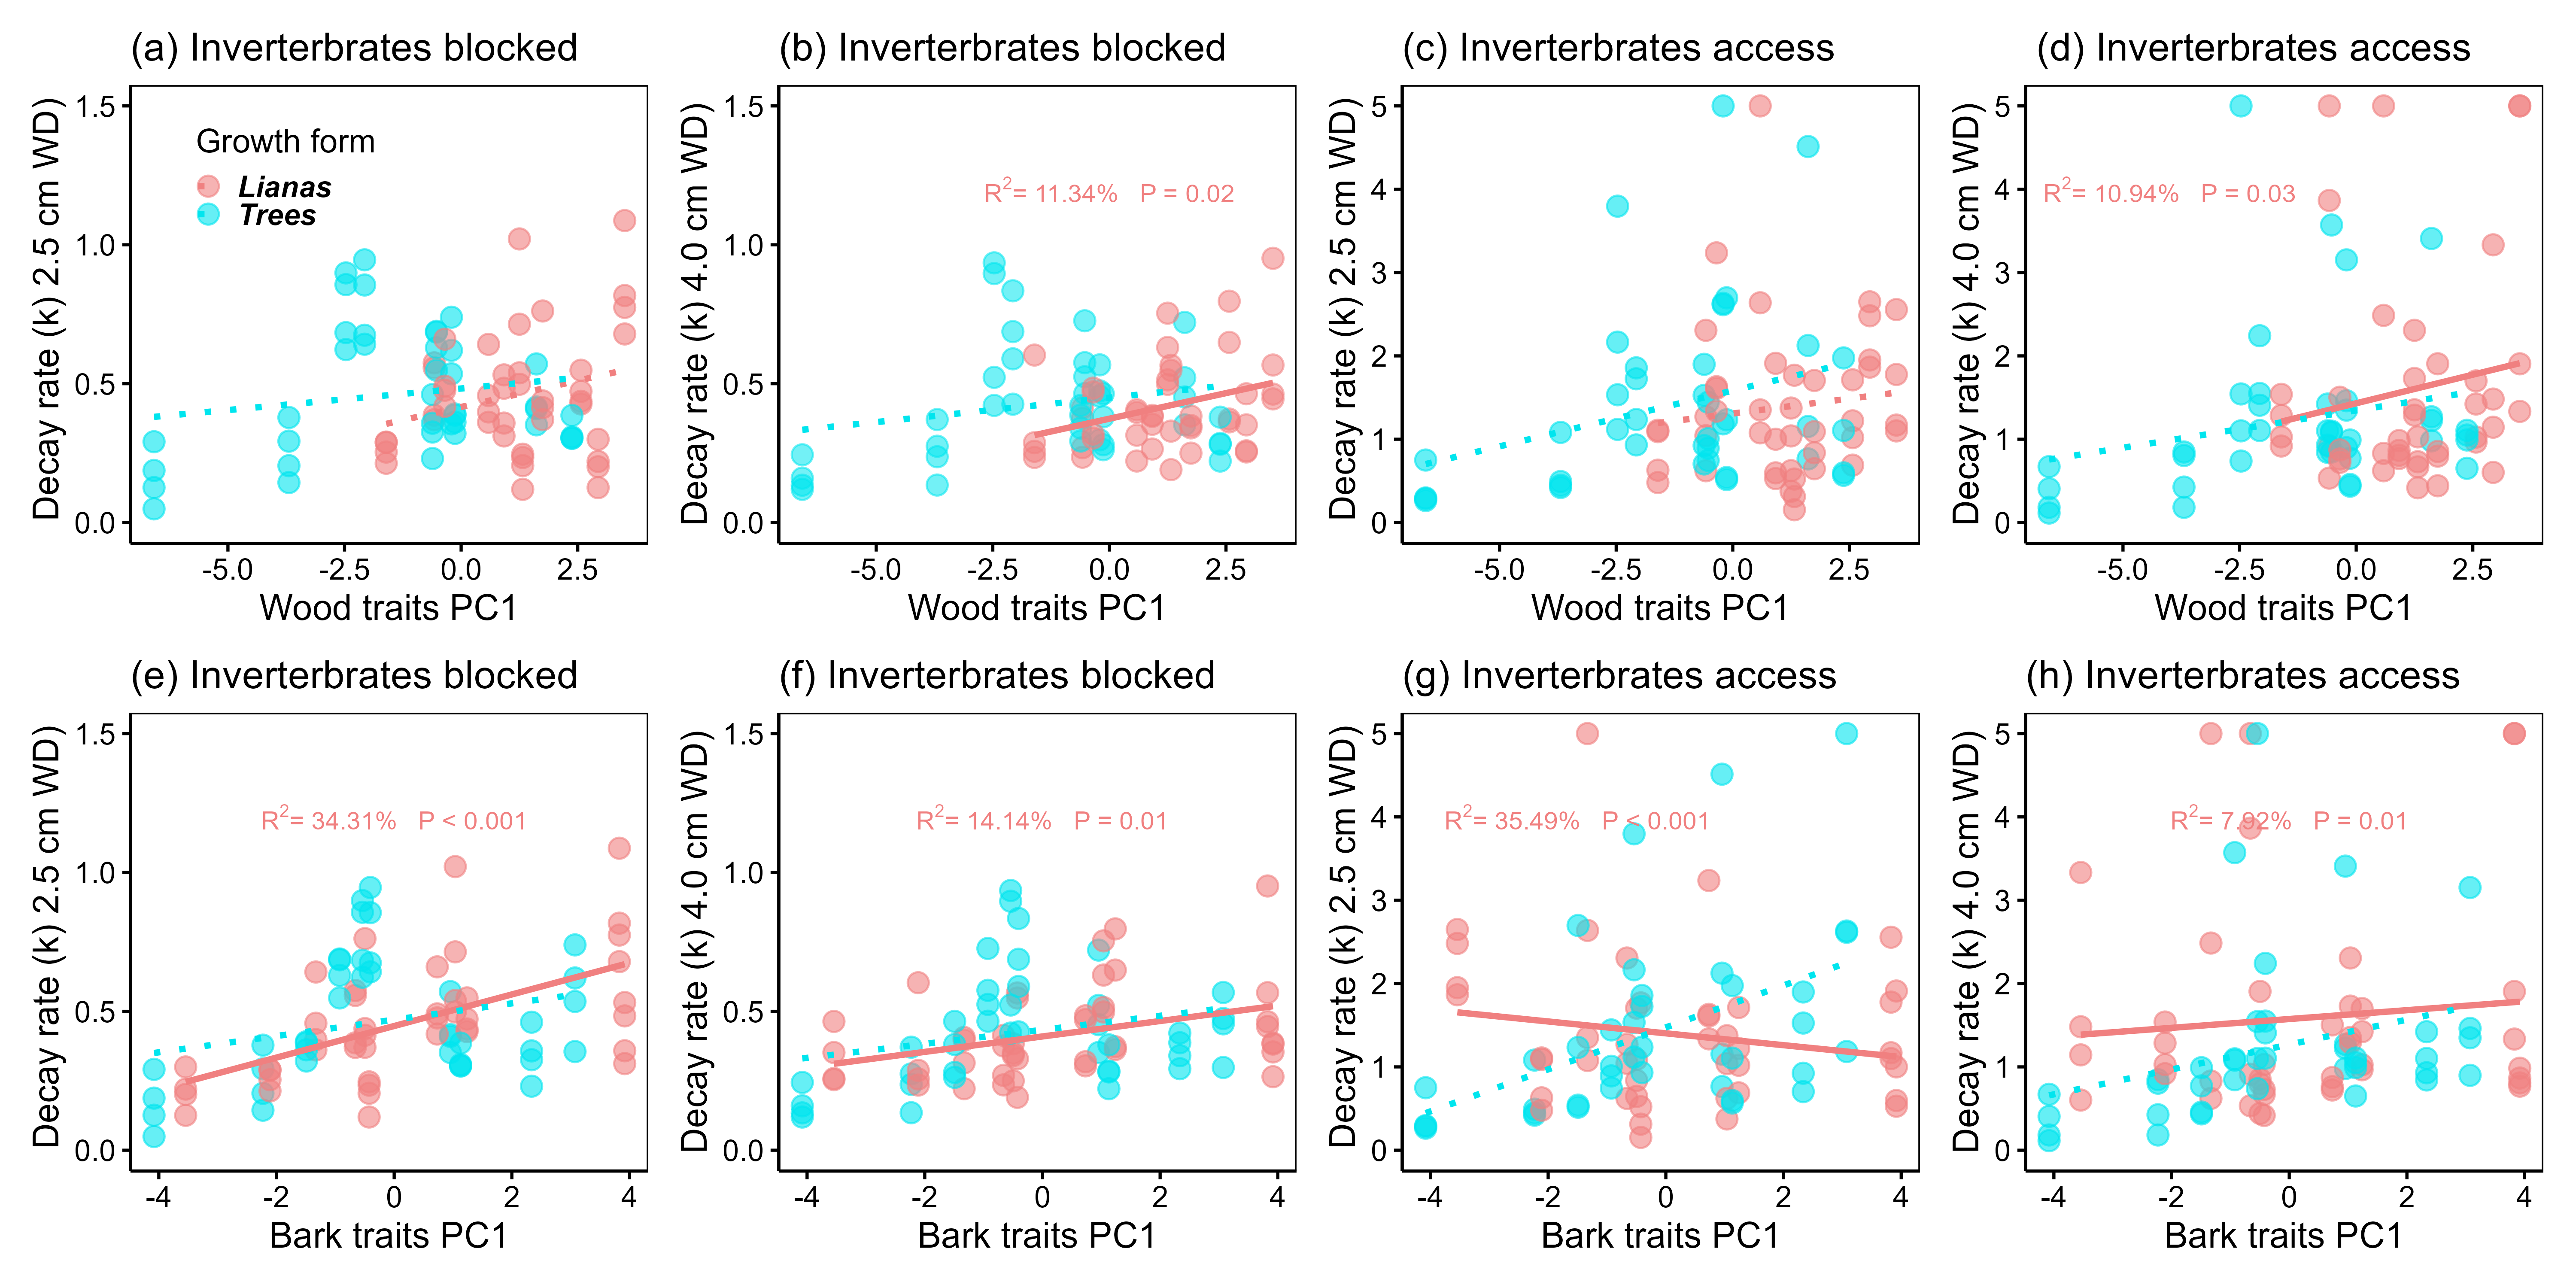 (a) Inverterbrates blocked
Decay rate (k) 2.5 cm WD)
1.5
1.0
0.5
0.0
Growth form
Lianas
Trees
-5.0 -2.5 0.0 2.5
Wood traits PC1
(b) Inverterbrates blocked
Decay rate (k) 4.0 cm WD)
1.5
1.0
0.5
0.0
R2= 11.34% P = 0.02
-5.0 -2.5 0.0 2.5
Wood traits PC1
(c) Inverterbrates access
Decay rate (k) 2.5 cm WD)
5
4
3
2
1
0
-5.0 -2.5 0.0 2.5
Wood traits PC1
(d) Inverterbrates access
Decay rate (k) 4.0 cm WD)
5
4
3
2
1
0
R2= 10.94% P = 0.03
-5.0 -2.5 0.0 2.5
Wood traits PC1
(e) Inverterbrates blocked
Decay rate (k) 2.5 cm WD)
1.5
1.0
0.5
0.0
R2= 34.31% P < 0.001
-4 -2 0 2 4
Bark traits PC1
(f) Inverterbrates blocked
Decay rate (k) 4.0 cm WD)
1.5
1.0
0.5
0.0
R2= 14.14% P = 0.01
-4 -2 0 2 4
Bark traits PC1
(g) Inverterbrates access
Decay rate (k) 2.5 cm WD)
5
4
3
2
1
0
R2= 35.49% P < 0.001
-4 -2 0 2 4
Bark traits PC1
(h) Inverterbrates access
Decay rate (k) 4.0 cm WD)
5
4
3
2
1
0
R2= 7.92% P = 0.01
-4 -2 0 2 4
Bark traits PC1